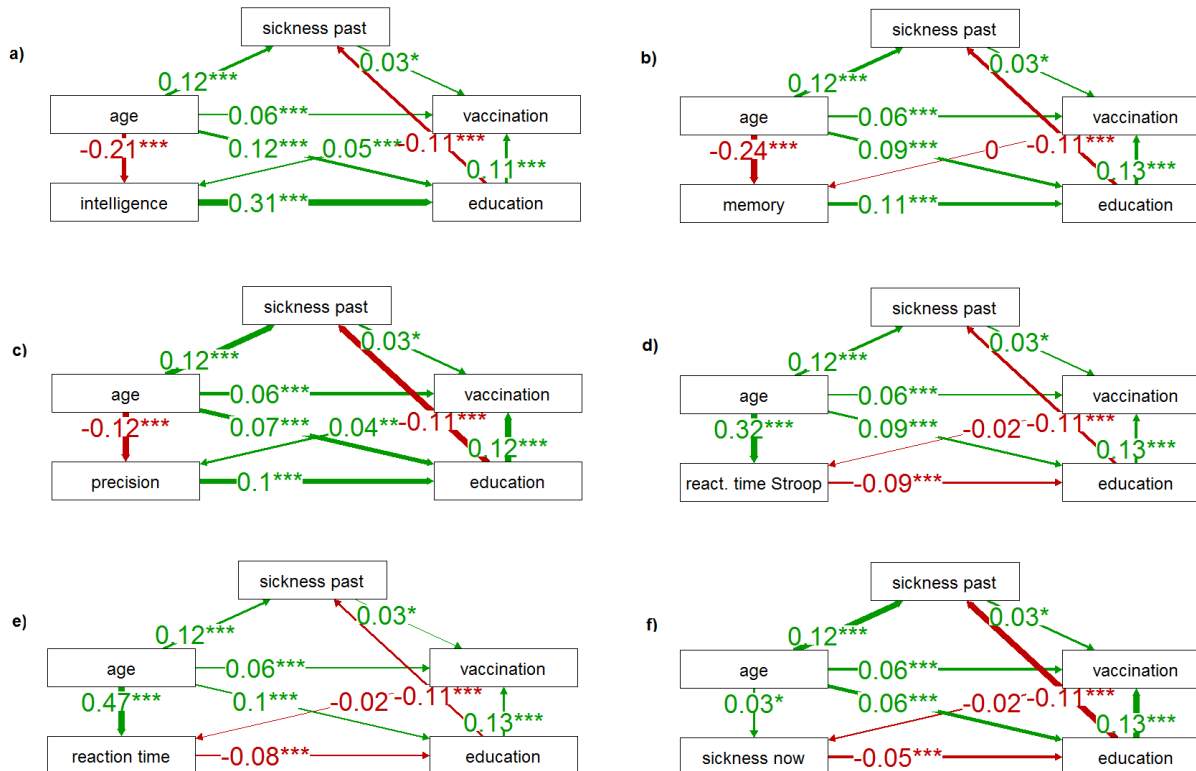 a)
sickness past
0.12***
0.03*
age
0.06***
vaccination
-0.21***
0.12***
0.05***
-0.11***
0.11***
intelligence
0.31***
education
b)
sickness past
0.12***
0.03*
age
0.06***
vaccination
-0.24***
0.09***
0
-0.11***
0.13***
memory
0.11***
education
c)
sickness past
0.12***
0.03*
age
0.06***
vaccination
-0.12***
0.07***
0.04**
-0.11***
0.12***
precision
0.1***
education
d)
sickness past
0.12***
0.03*
age
0.06***
vaccination
0.32***
0.09***
-0.02
-0.11***
0.13***
react. time Stroop
-0.09***
education
e)
sickness past
0.12***
0.03*
age
0.06***
vaccination
0.47***
0.1***
-0.02
-0.11***
0.13***
reaction time
-0.08***
education
f)
sickness past
0.12***
0.03*
age
0.06***
vaccination
0.03*
0.06***
-0.02
-0.11***
0.13***
sickness now
-0.05***
education